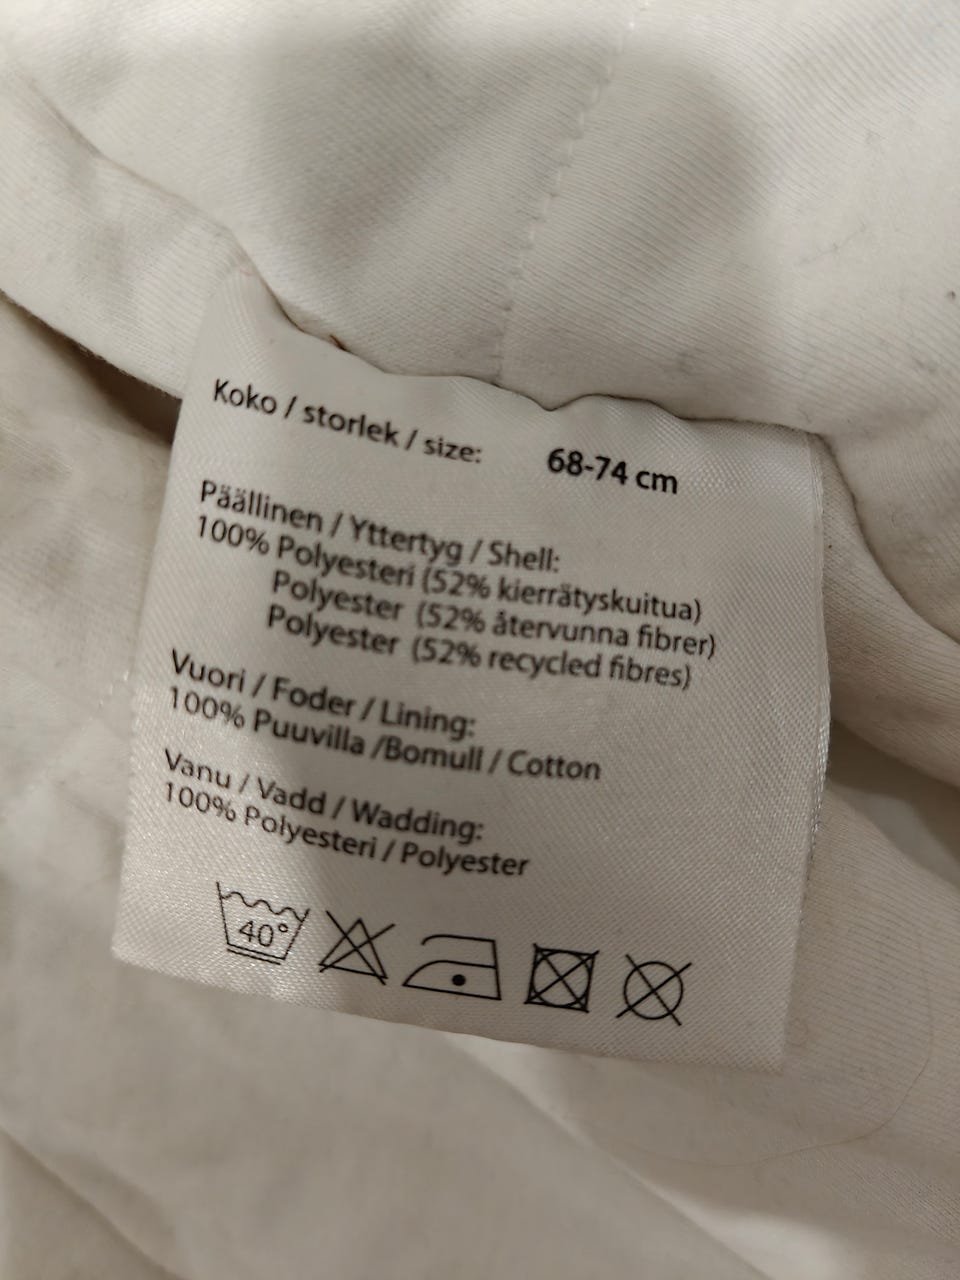 Koko / storlek / size: 68-74 cm
Päällinen / Yttertyg / Shell:
100% Polyesteri (52% kierrätyskuitua)
Polyester (52% återvunna fibrer)
Polyester (52% recycled fibres)
Vuori / Foder / Lining:
100% Puuvilla /Bomull / Cotton
Vanu / Vadd / Wadding:
100% Polyesteri / Polyester
40°